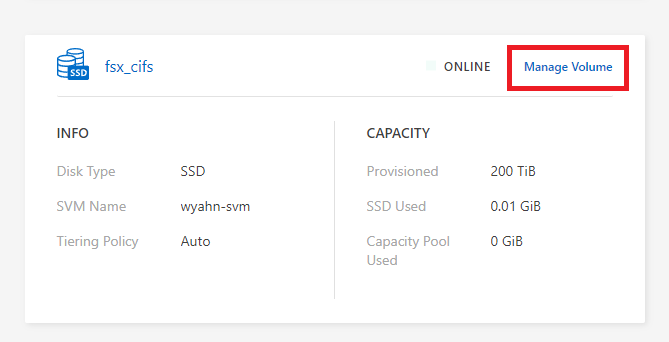 SSD
fsx_cifs
ONLINE
Manage Volume
INFO
Disk Type SSD
SVM Name wyahn-svm
Tiering Policy Auto
CAPACITY
Provisioned 200 TiB
SSD Used 0.01 GiB
Capacity Pool 0 GiB
Used